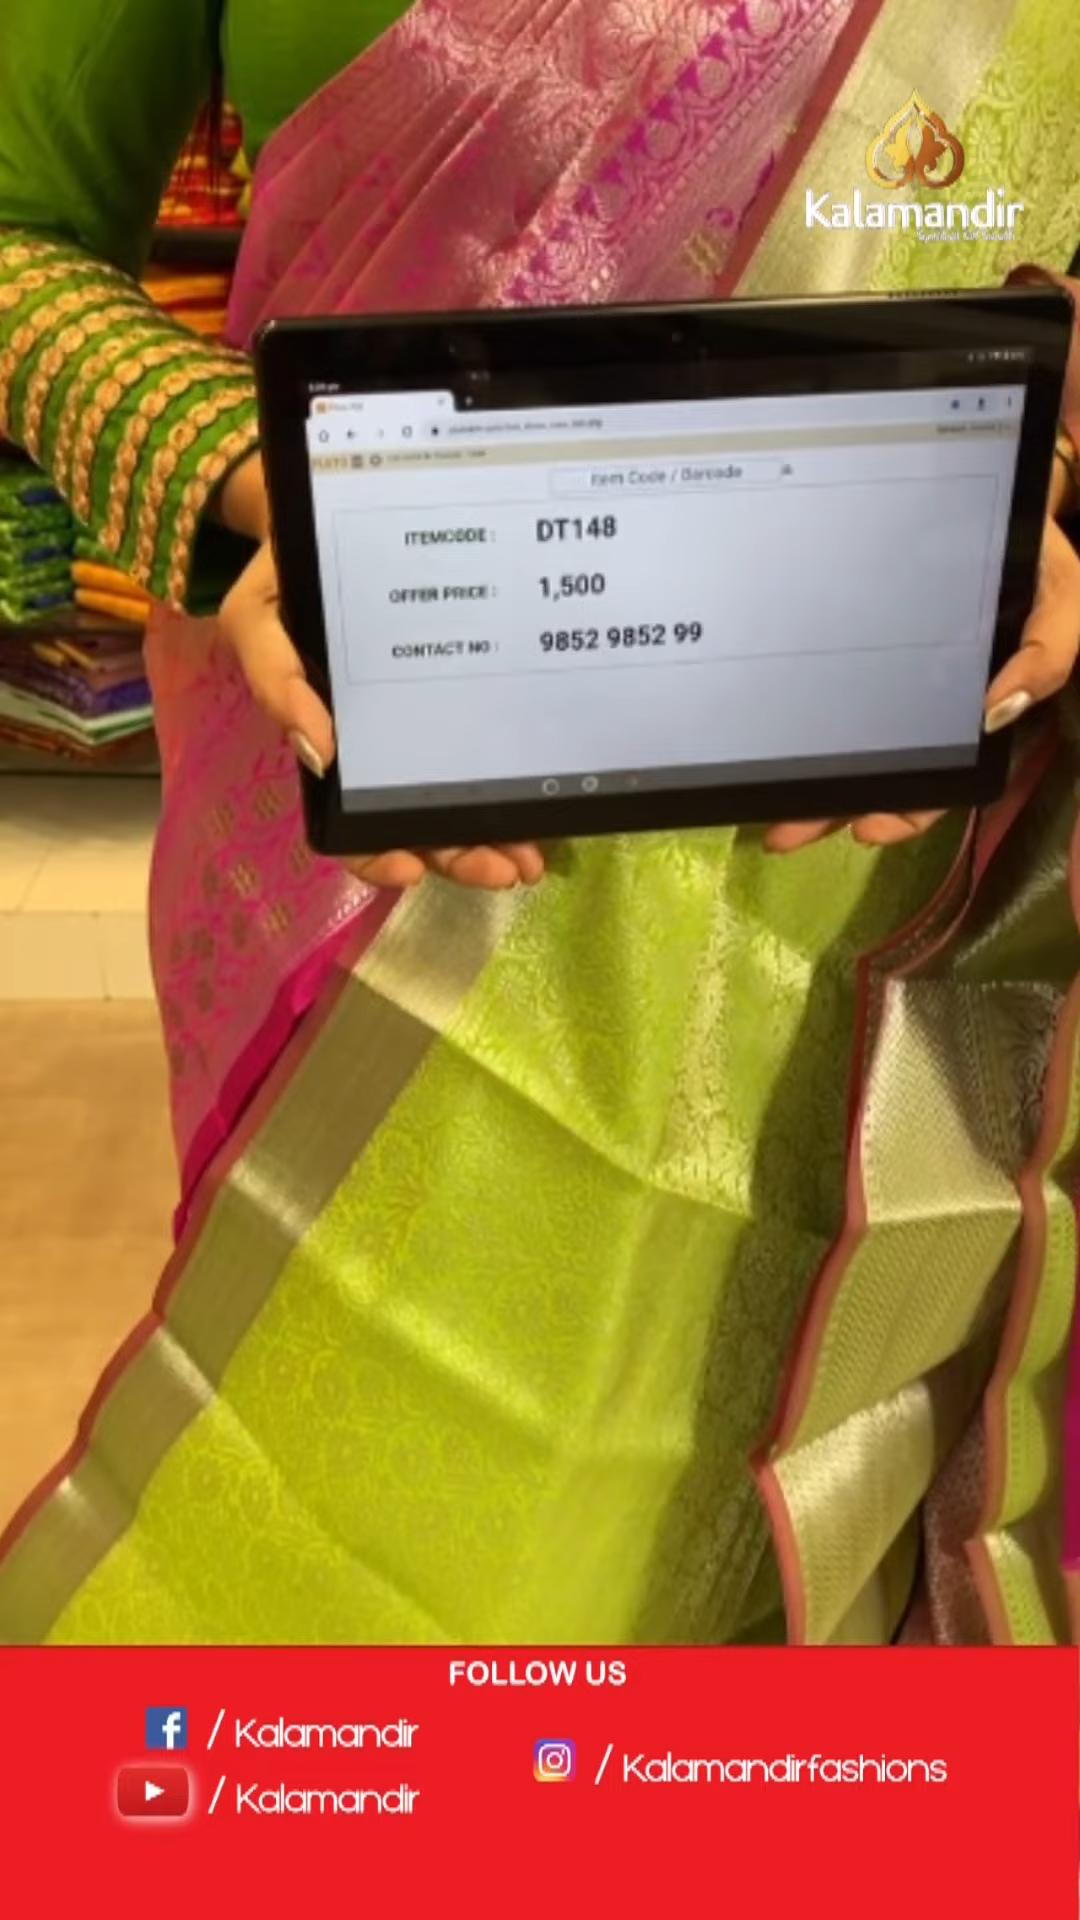 Kalamandir
Item Code / Barcode
ITEMCODE : DT148
OFFER PRICE : 1,500
CONTACT NO : 9852 9852 99
FOLLOW US
/ Kalamandir
/ Kalamandir
/ Kalamandirfashions